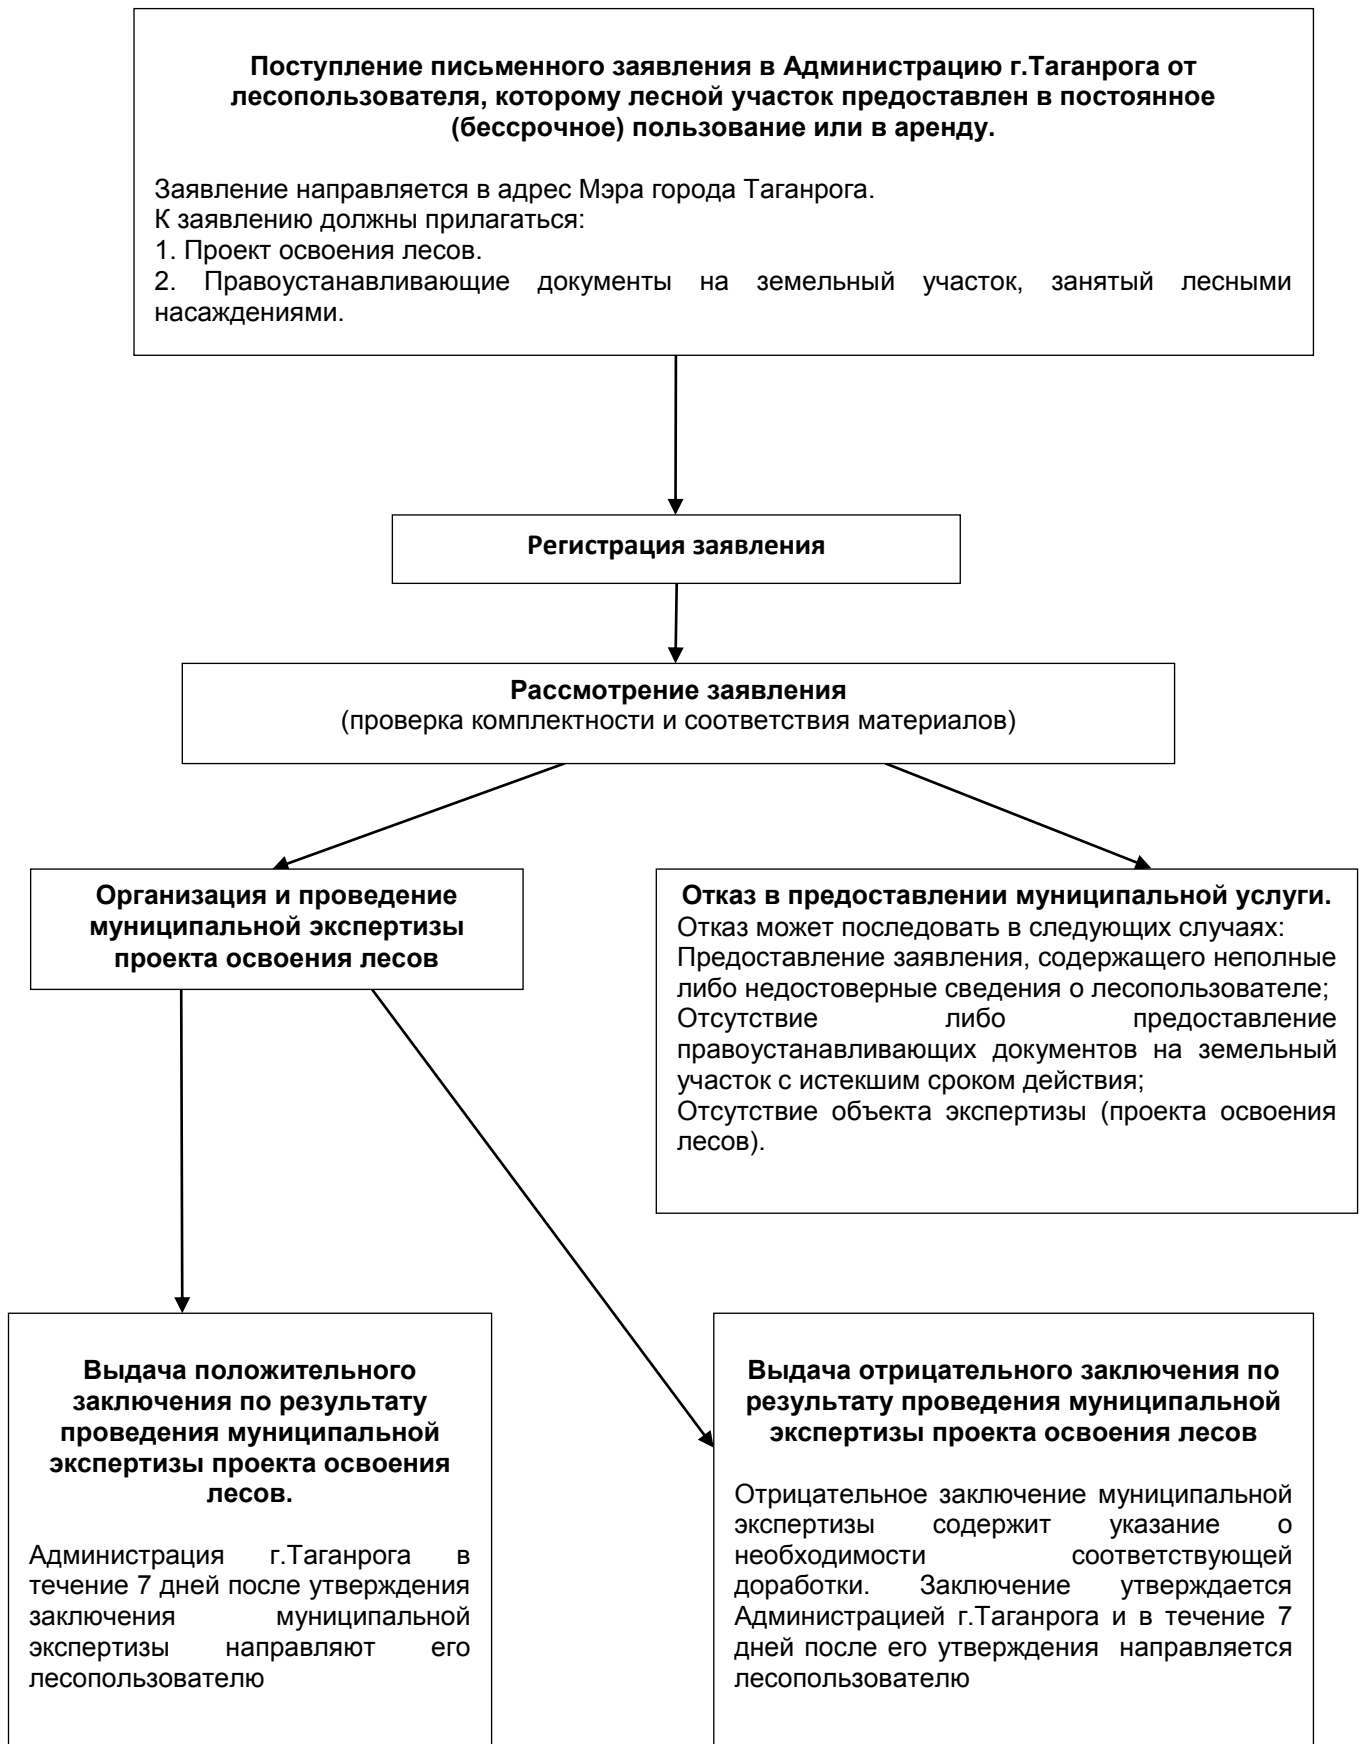 Поступление письменного заявления в Администрацию г.Таганрога от
лесопользователя, которому лесной участок предоставлен в постоянное
(бессрочное) пользование или в аренду.
Заявление направляется в адрес Мэра города Таганрога.
К заявлению должны прилагаться:
1. Проект освоения лесов.
2. Правоустанавливающие документы на земельный участок, занятый лесными
насаждениями.
Регистрация заявления
Рассмотрение заявления
(проверка комплектности и соответствия материалов)
Организация и проведение
муниципальной экспертизы
проекта освоения лесов
Отказ в предоставлении муниципальной услуги.
Отказ может последовать в следующих случаях:
Предоставление заявления, содержащего неполные
либо недостоверные сведения о лесопользователе;
Отсутствие либо предоставление
правоустанавливающих документов на земельный
участок с истекшим сроком действия;
Отсутствие объекта экспертизы (проекта освоения
лесов).
Выдача положительного
заключения по результату
проведения муниципальной
экспертизы проекта освоения
лесов.
Администрация г.Таганрога в
течение 7 дней после утверждения
заключения муниципальной
экспертизы направляют его
лесопользователю
Выдача отрицательного заключения по
результату проведения муниципальной
экспертизы проекта освоения лесов
Отрицательное заключение муниципальной
экспертизы содержит указание о
необходимости соответствующей
доработки. Заключение утверждается
Администрацией г.Таганрога и в течение 7
дней после его утверждения направляется
лесопользователю